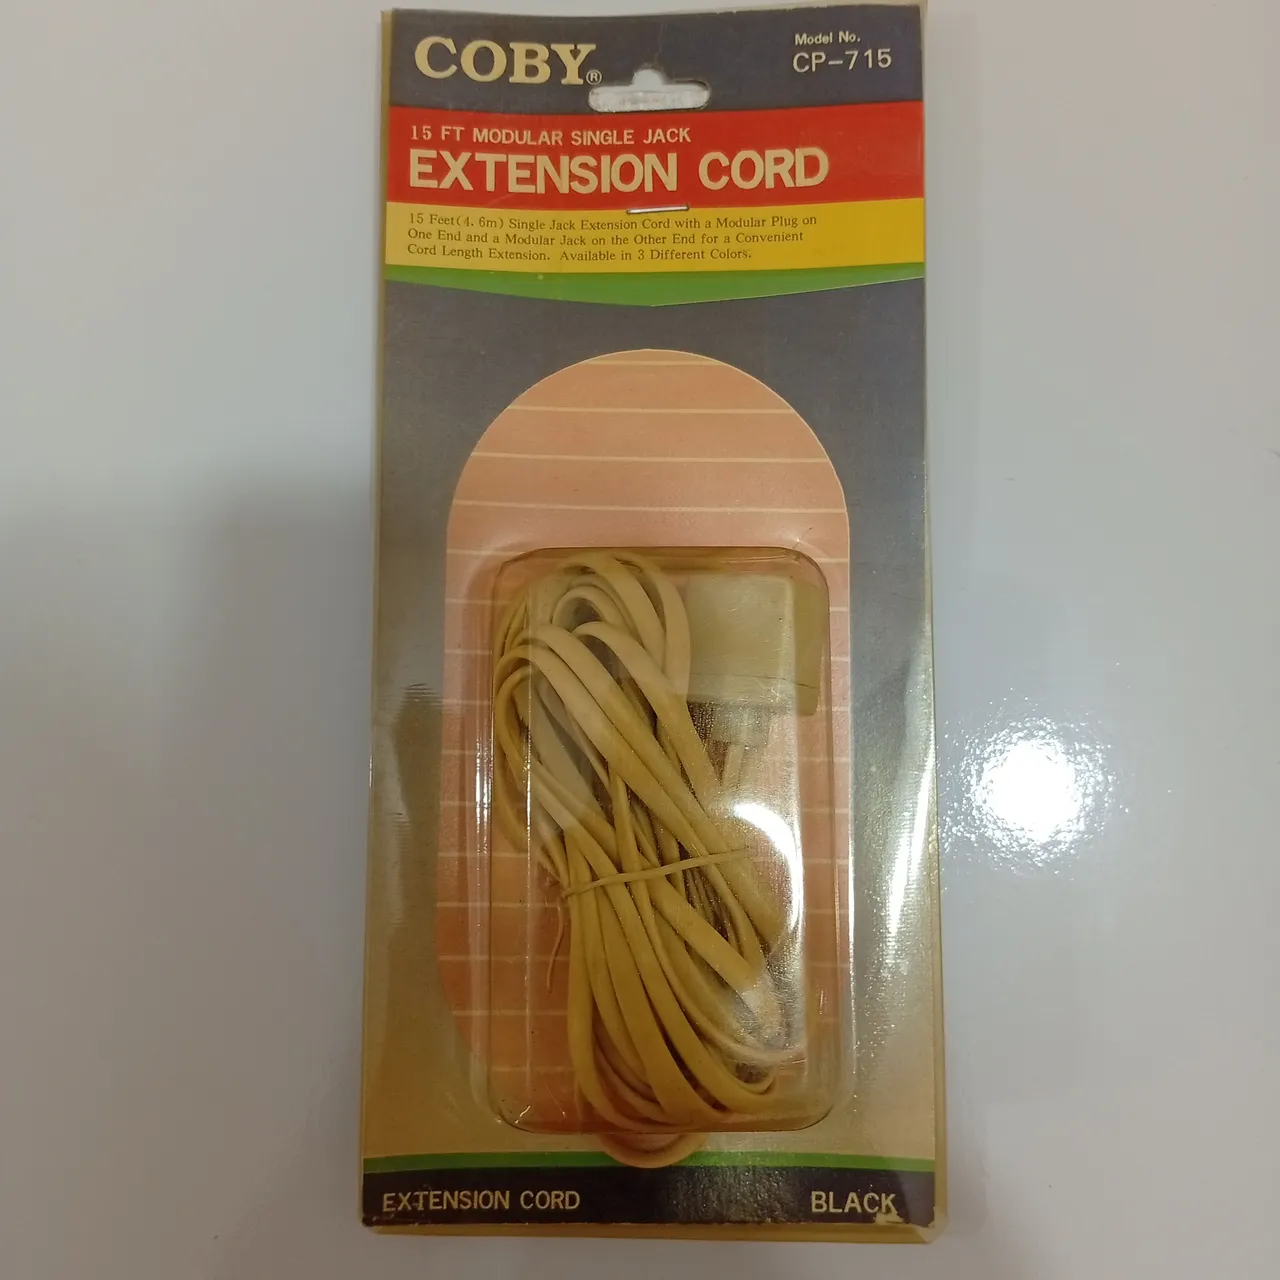 COBY®
Model No.
CP-715
15 FT MODULAR SINGLE JACK
EXTENSION CORD
15 Feet(4. 6m) Single Jack Extension Cord with a Modular Plug on
One End and a Modular Jack on the Other End for a Convenient
Cord Length Extension. Available in 3 Different Colors.
EXTENSION CORD
BLACK